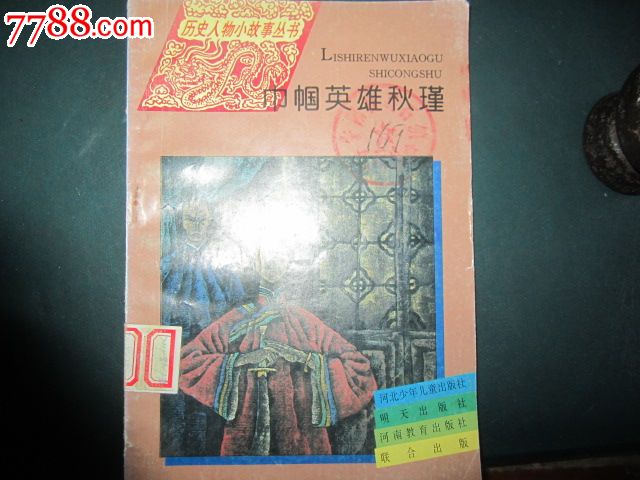 7788.com
历史人物小故事丛书
LISHIRENWUXIAOGU
SHICONGSHU
巾帼英雄秋瑾
169
河北少年儿童出版社
明天出版社
河南教育出版社
联合出版